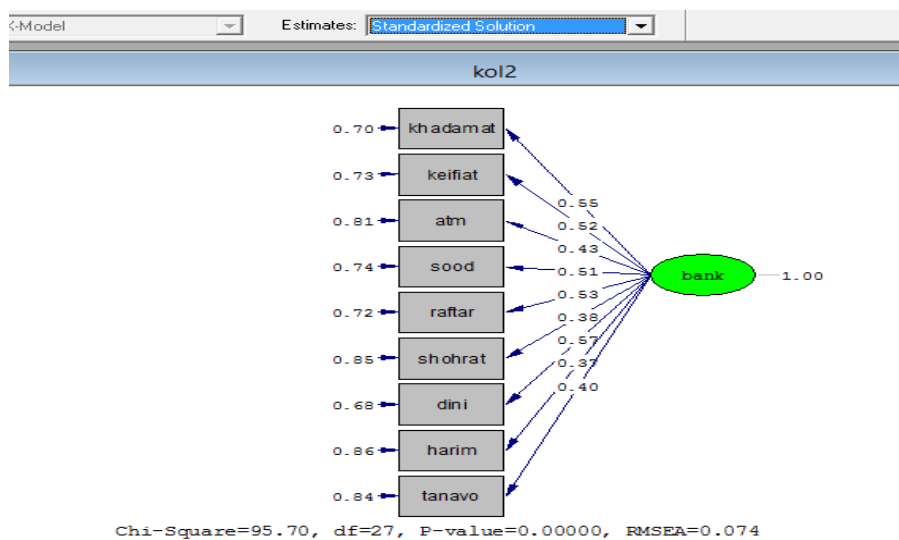 X-Model Estimates: Standardized Solution
kol2
0.70 khadamat
0.73 keifiat
0.81 atm
0.74 sood
0.72 raftar
0.85 shohrat
0.68 dini
0.86 harim
0.84 tanavo
0.55
0.52
0.43
0.51
0.53
0.38
0.57
0.37
0.40
bank 1.00
Chi-Square=95.70, df=27, P-value=0.00000, RMSEA=0.074